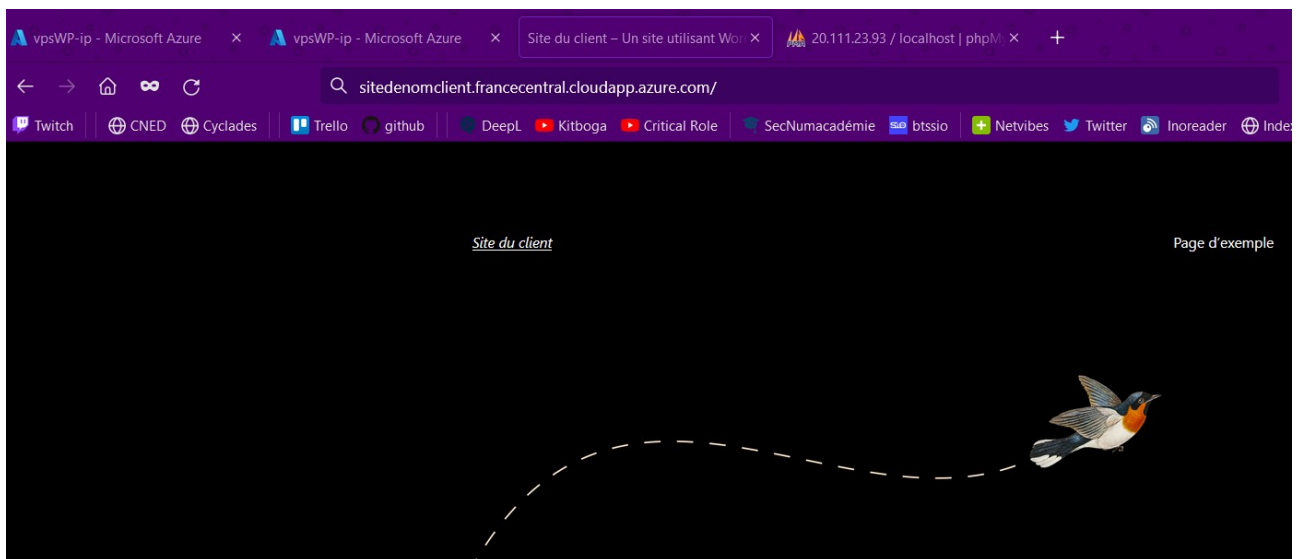 vpsWP-ip - Microsoft Azure vpsWP-ip - Microsoft Azure Site du client – Un site utilisant Wor 20.111.23.93 / localhost | phpM
sitedenomclient.francecentral.cloudapp.azure.com/
Twitch CNED Cyclades Trello github DeepL Kitboga Critical Role SecNumacadémie btssio Netvibes Twitter Inoreader Inde
Site du client Page d'exemple